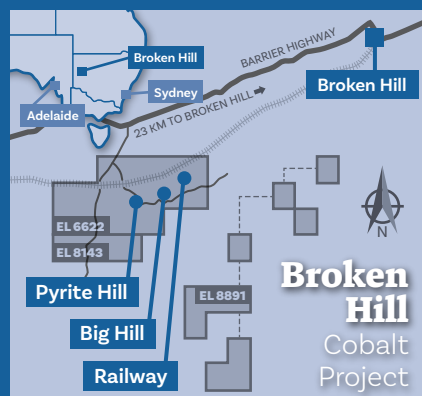 Broken Hill
Sydney
Adelaide
BARRIER HIGHWAY
23 KM TO BROKEN HILL
Broken Hill
EL 6622
EL 8143
N
Pyrite Hill
Big Hill
Railway
EL 8891
Broken
Hill
Cobalt
Project